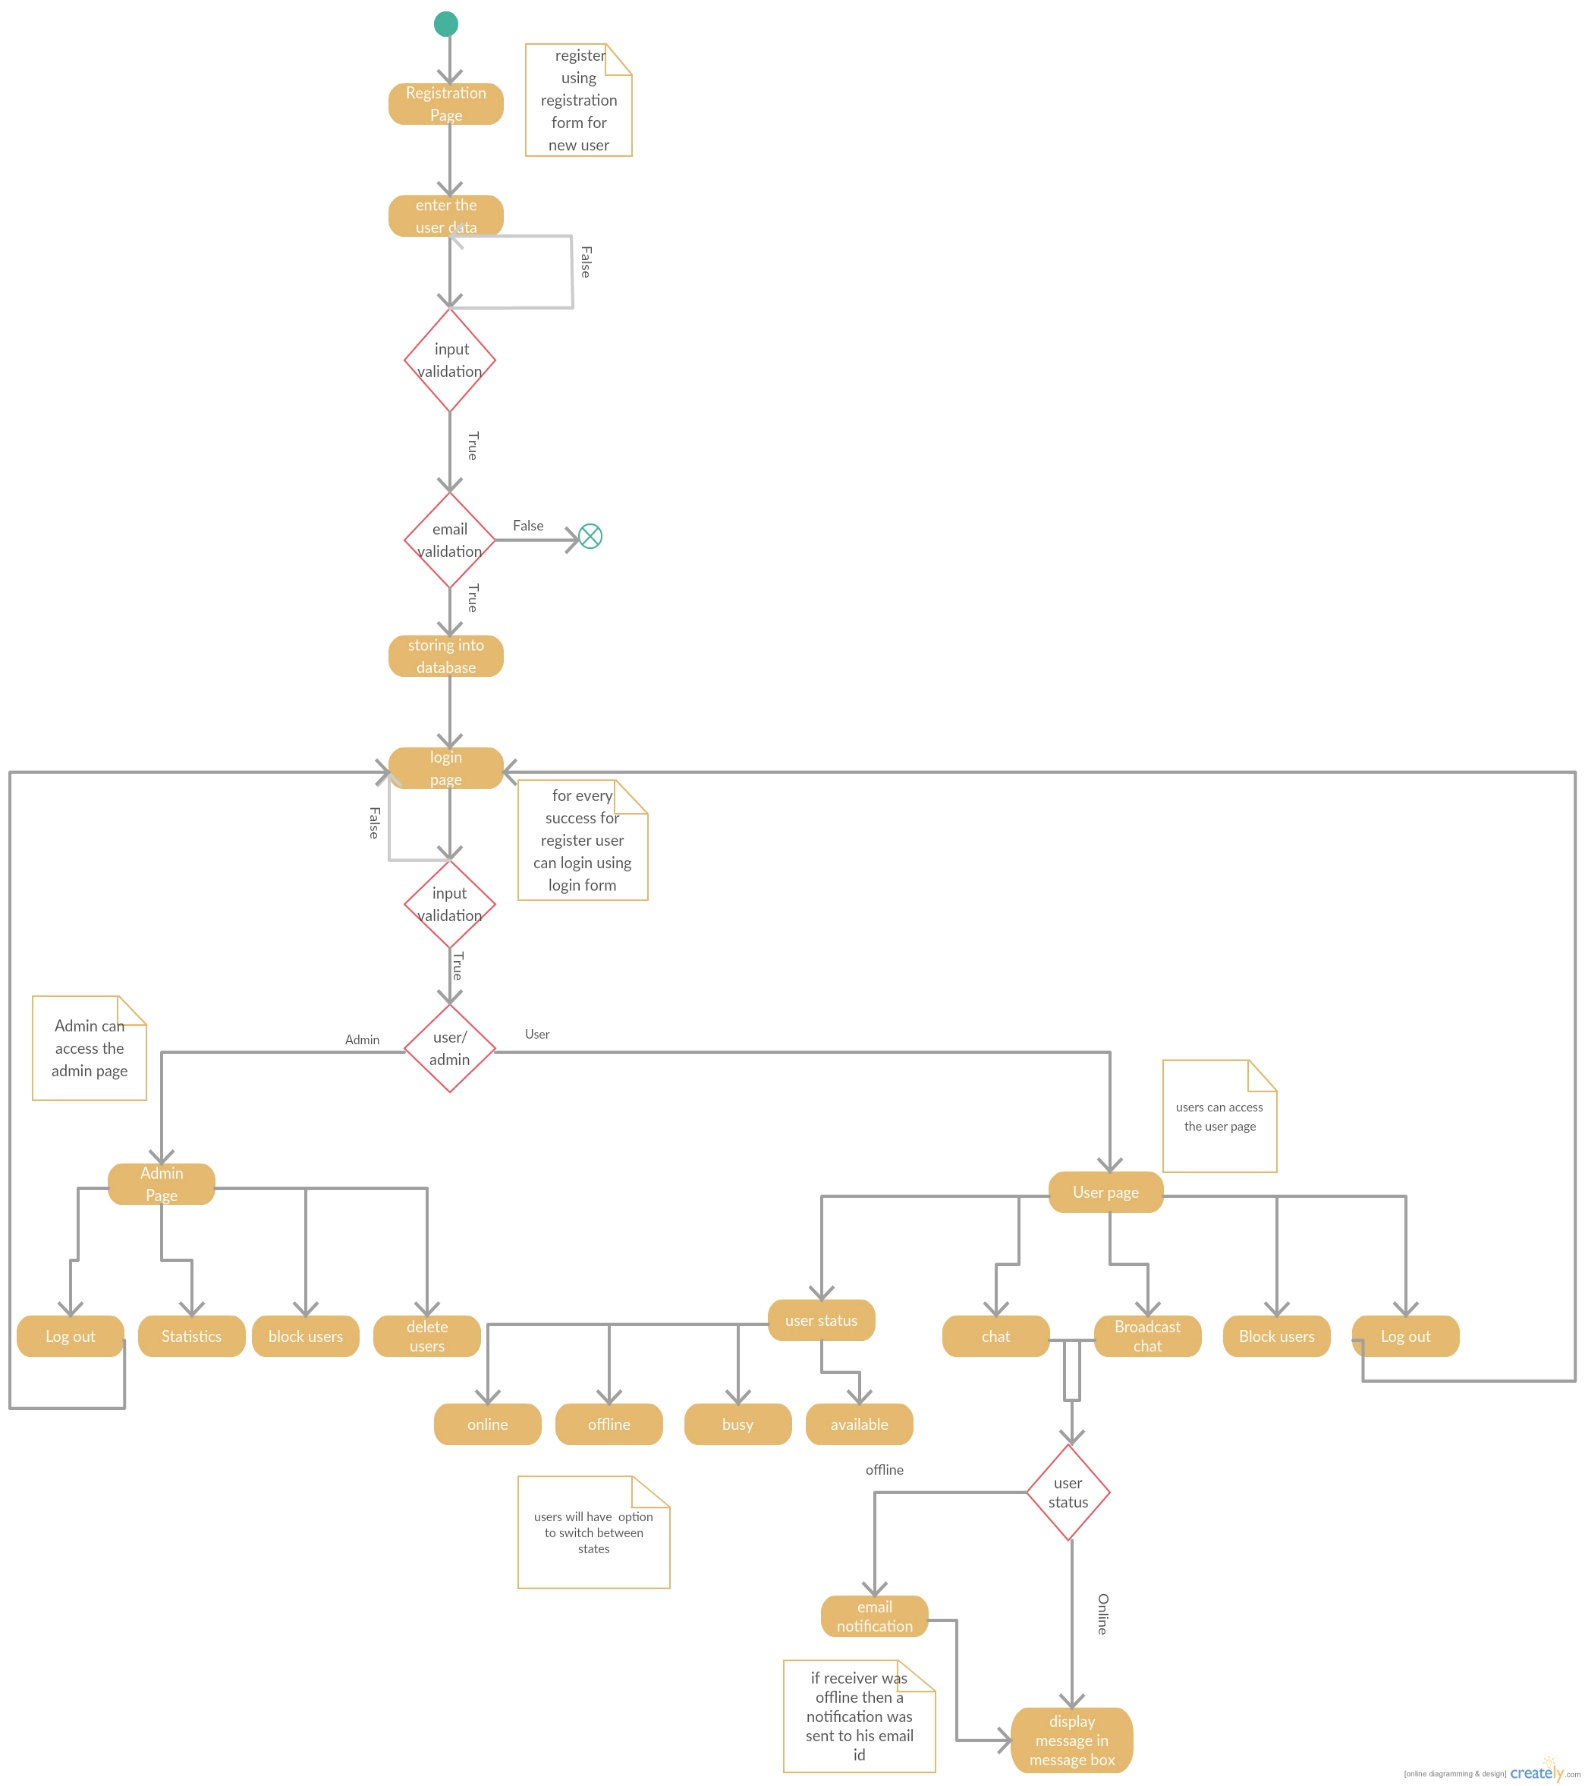 Registration
Page
register
using
registration
form for
new user
enter the
user data
False
input
validation
True
email
validation
False
True
storing into
database
login
page
False
for every
success for
register user
can login using
login form
input
validation
True
user/
admin
Admin
User
Admin can
access the
admin page
users can access
the user page
Admin
Page
User page
Log out
Statistics
block users
delete
users
user status
chat
Broadcast
chat
Block users
Log out
online
offline
busy
available
users will have option
to switch between
states
offline
user
status
Online
email
notification
if receiver was
offline then a
notification was
sent to his email
id
display
message in
message box
[online diagramming & design] creately.com